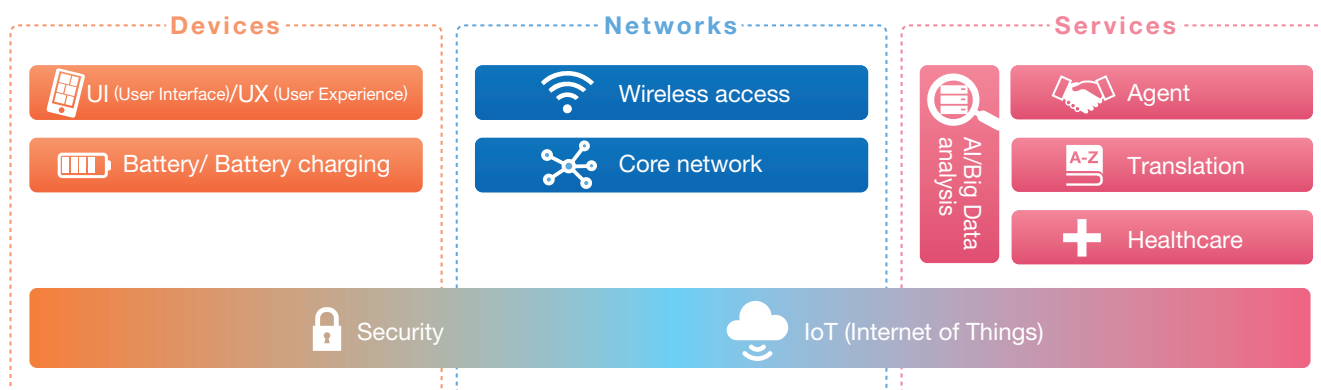 Devices
UI (User Interface)/UX (User Experience)
Battery/ Battery charging
Networks
Wireless access
Core network
Services
AI/Big Data
analysis
Agent
A-Z
Translation
Healthcare
Security
IoT (Internet of Things)